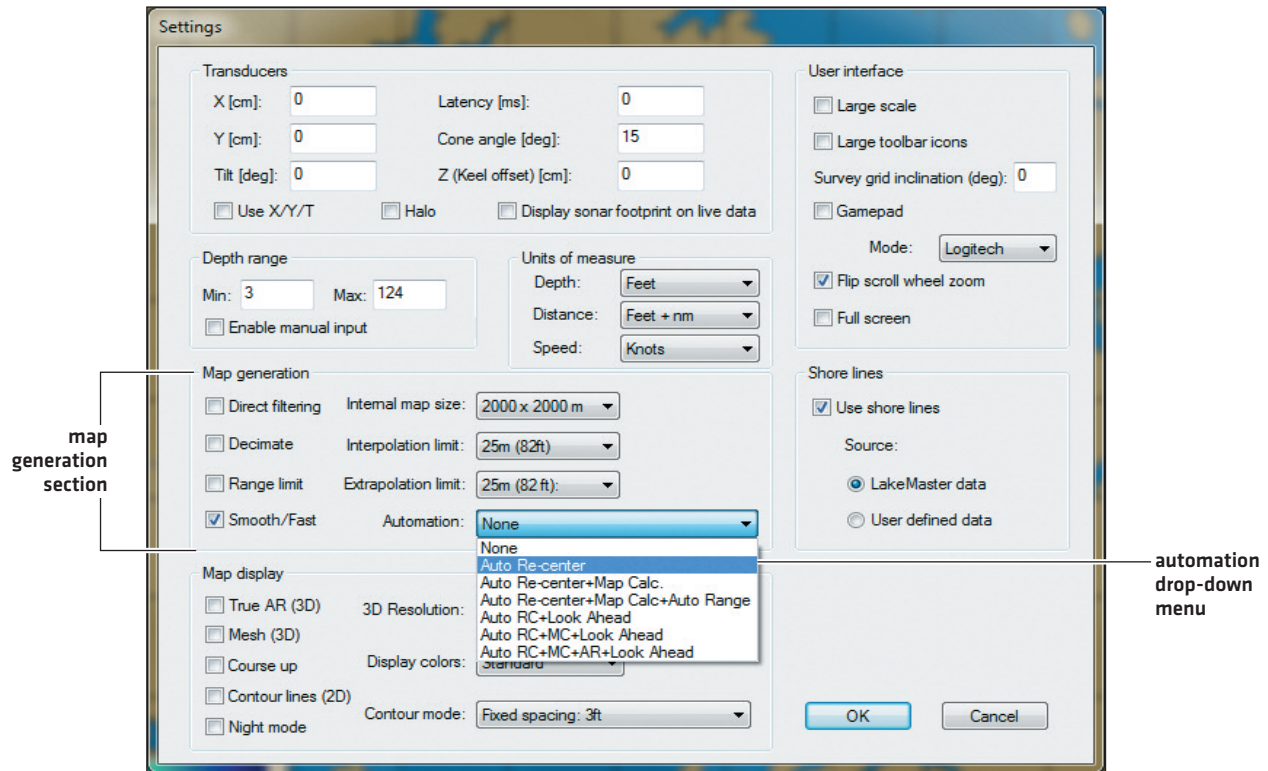 Settings
Transducers
X [cm]: 0 Latency [ms]: 0
Y [cm]: 0 Cone angle [deg]: 15
Tilt [deg]: 0 Z (Keel offset) [cm]: 0
Use X/Y/T Halo Display sonar footprint on live data
Depth range
Min: 3 Max: 124
Enable manual input
Units of measure
Depth: Feet
Distance: Feet + nm
Speed: Knots
User interface
Large scale
Large toolbar icons
Survey grid inclination (deg): 0
Gamepad
Mode: Logitech
Flip scroll wheel zoom
Full screen
map
generation
section
Map generation
Direct filtering Internal map size: 2000 x 2000 m
Decimate Interpolation limit: 25m (82ft)
Range limit Extrapolation limit: 25m (82 ft):
Smooth/Fast Automation: None
None
Auto Re-center
Auto Re-center+Map Calc.
Auto Re-center+Map Calc+Auto Range
Auto RC+Look Ahead
Auto RC+MC+Look Ahead
Auto RC+MC+AR+Look Ahead
automation
drop-down
menu
Shore lines
Use shore lines
Source:
LakeMaster data
User defined data
Map display
True AR (3D) 3D Resolution:
Mesh (3D)
Course up Display colors: Standard
Contour lines (2D)
Night mode Contour mode: Fixed spacing: 3ft
OK Cancel